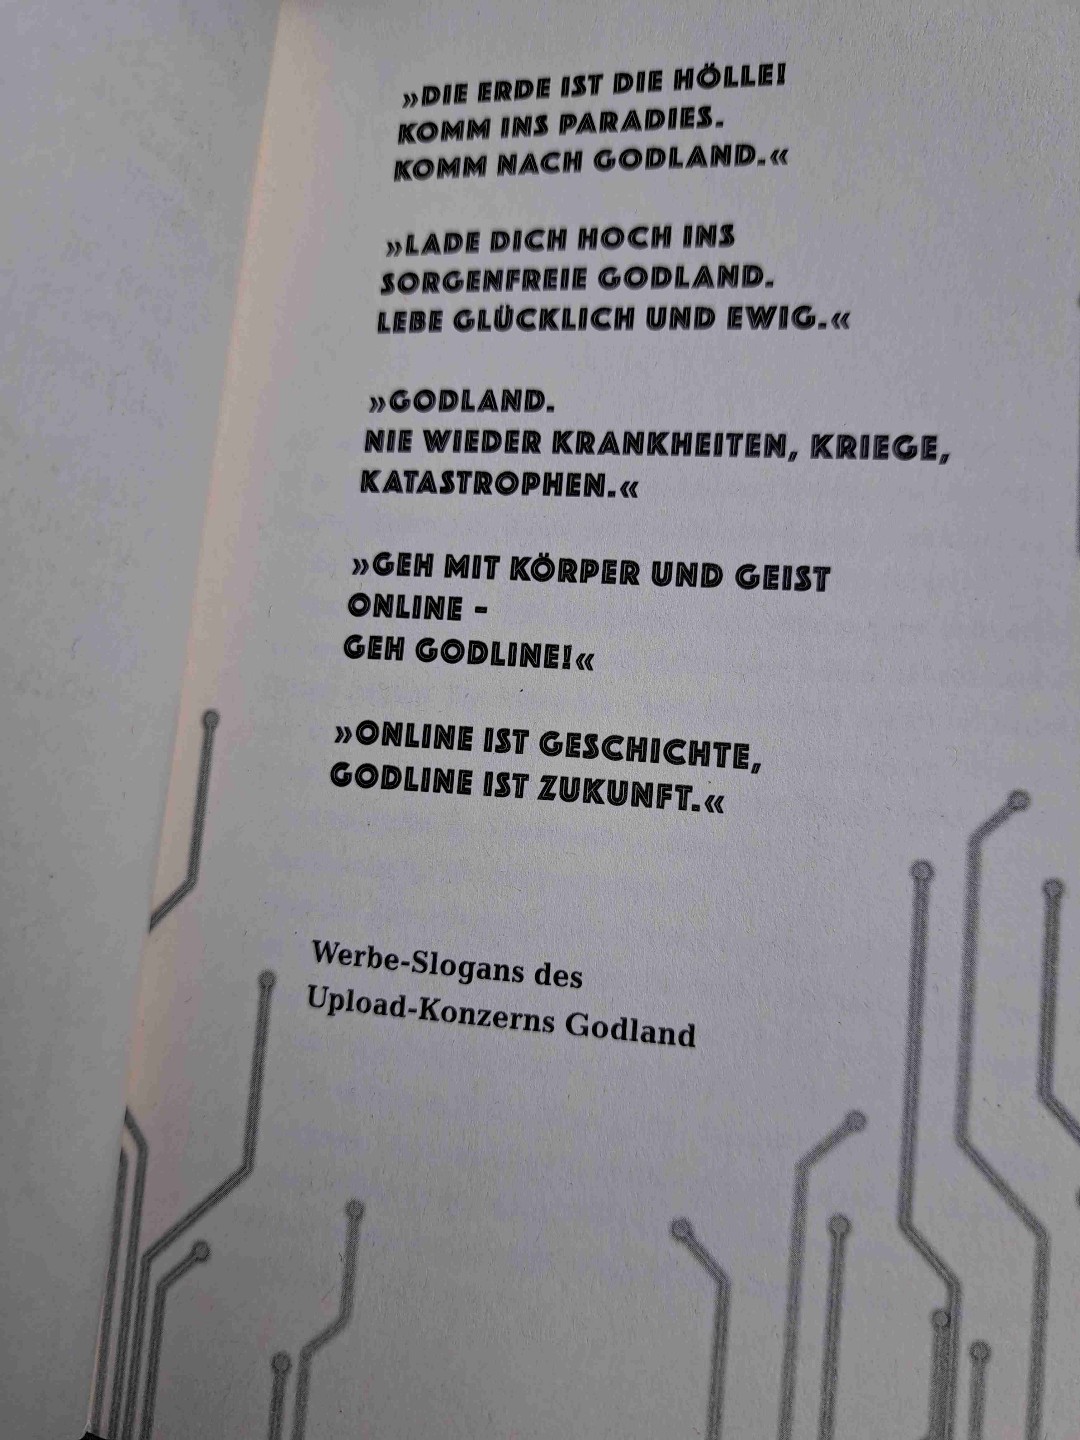 »DIE ERDE IST DIE HÖLLE!
KOMM INS PARADIES.
KOMM NACH GODLAND.«
»LADE DICH HOCH INS
SORGENFREIE GODLAND.
LEBE GLÜCKLICH UND EWIG.«
»GODLAND.
NIE WIEDER KRANKHEITEN, KRIEGE,
KATASTROPHEN.«
»GEH MIT KÖRPER UND GEIST
ONLINE -
GEH GODLINE!«
»ONLINE IST GESCHICHTE,
GODLINE IST ZUKUNFT.«
Werbe-Slogans des
Upload-Konzerns Godland